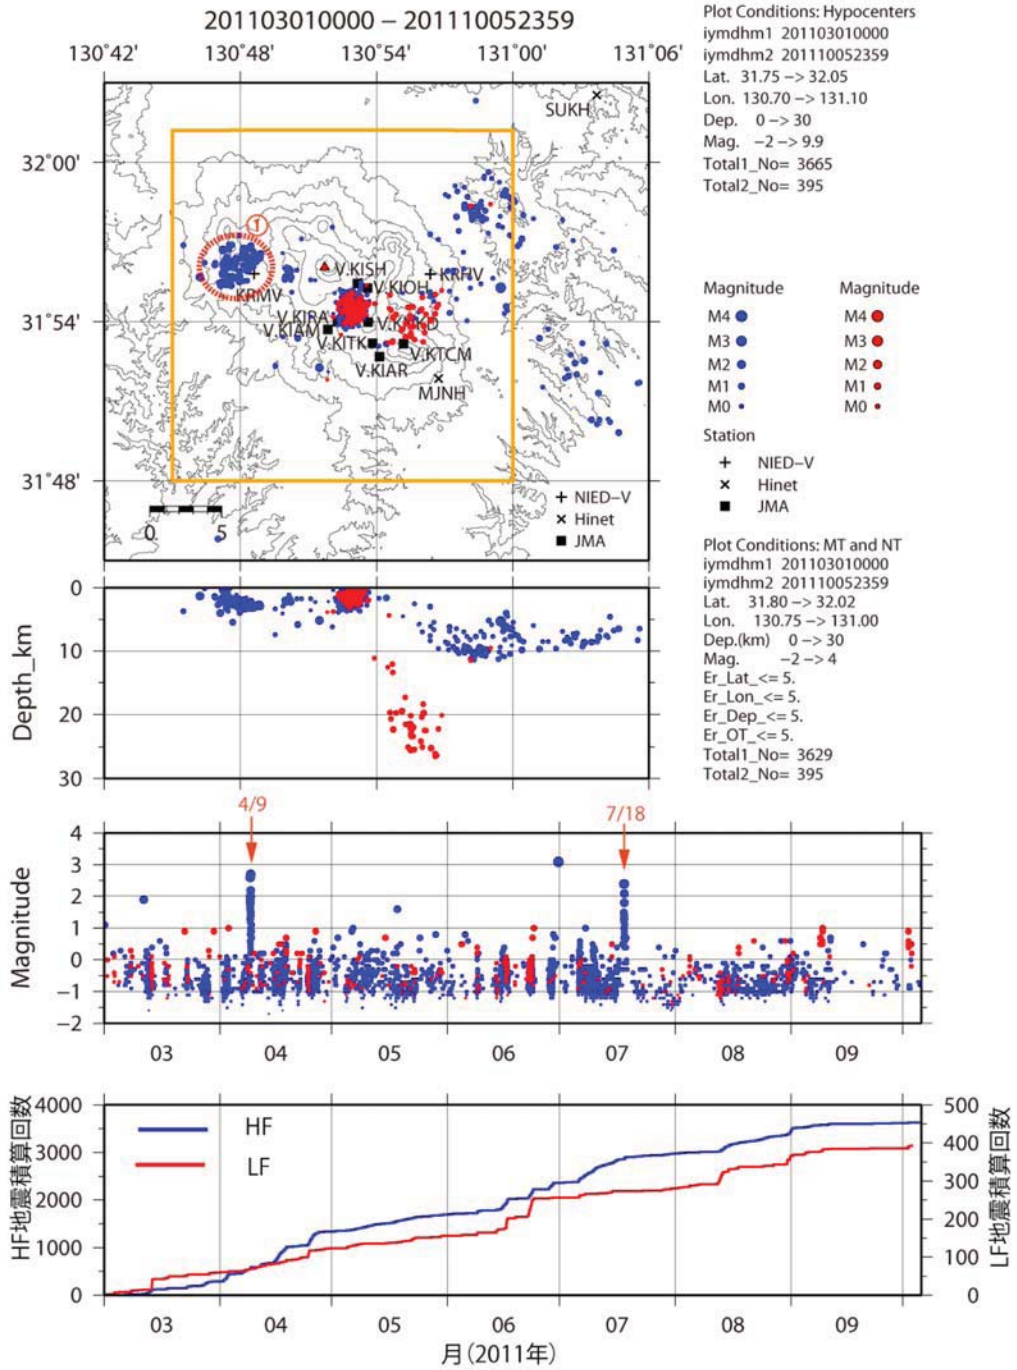 201103010000 – 201110052359
130°42' 130°48' 130°54' 131°00' 131°06'
32°00'
31°54'
31°48'
SUKH
1
KRMV
V.KISH
V.KIOH
KRHV
V.KIRA
V.KIAM
V.KITK
V.KTCM
V.KIAR
MJNH
0 5
NIED–V
Hinet
JMA
Plot Conditions: Hypocenters
iymdhm1 201103010000
iymdhm2 201110052359
Lat. 31.75 –> 32.05
Lon. 130.70 –> 131.10
Dep. 0 –> 30
Mag. –2 –> 9.9
Total1_No= 3665
Total2_No= 395
Magnitude Magnitude
M4 M4
M3 M3
M2 M2
M1 M1
M0 M0
Station
NIED–V
Hinet
JMA
Plot Conditions: MT and NT
iymdhm1 201103010000
iymdhm2 201110052359
Lat. 31.80 –> 32.02
Lon. 130.75 –> 131.00
Dep.(km) 0 –> 30
Mag. –2 –> 4
Er_Lat_<= 5.
Er_Lon_<= 5.
Er_Dep_<= 5.
Er_OT_<= 5.
Total1_No= 3629
Total2_No= 395
Depth_km
0
10
20
30
4/9 7/18
Magnitude
4
3
2
1
0
−1
−2
03 04 05 06 07 08 09
HF地震積算回数
4000
3000
2000
1000
0
HF
LF
500
400
300
200
100
0
LF地震積算回数
03 04 05 06 07 08 09
月(2011年)